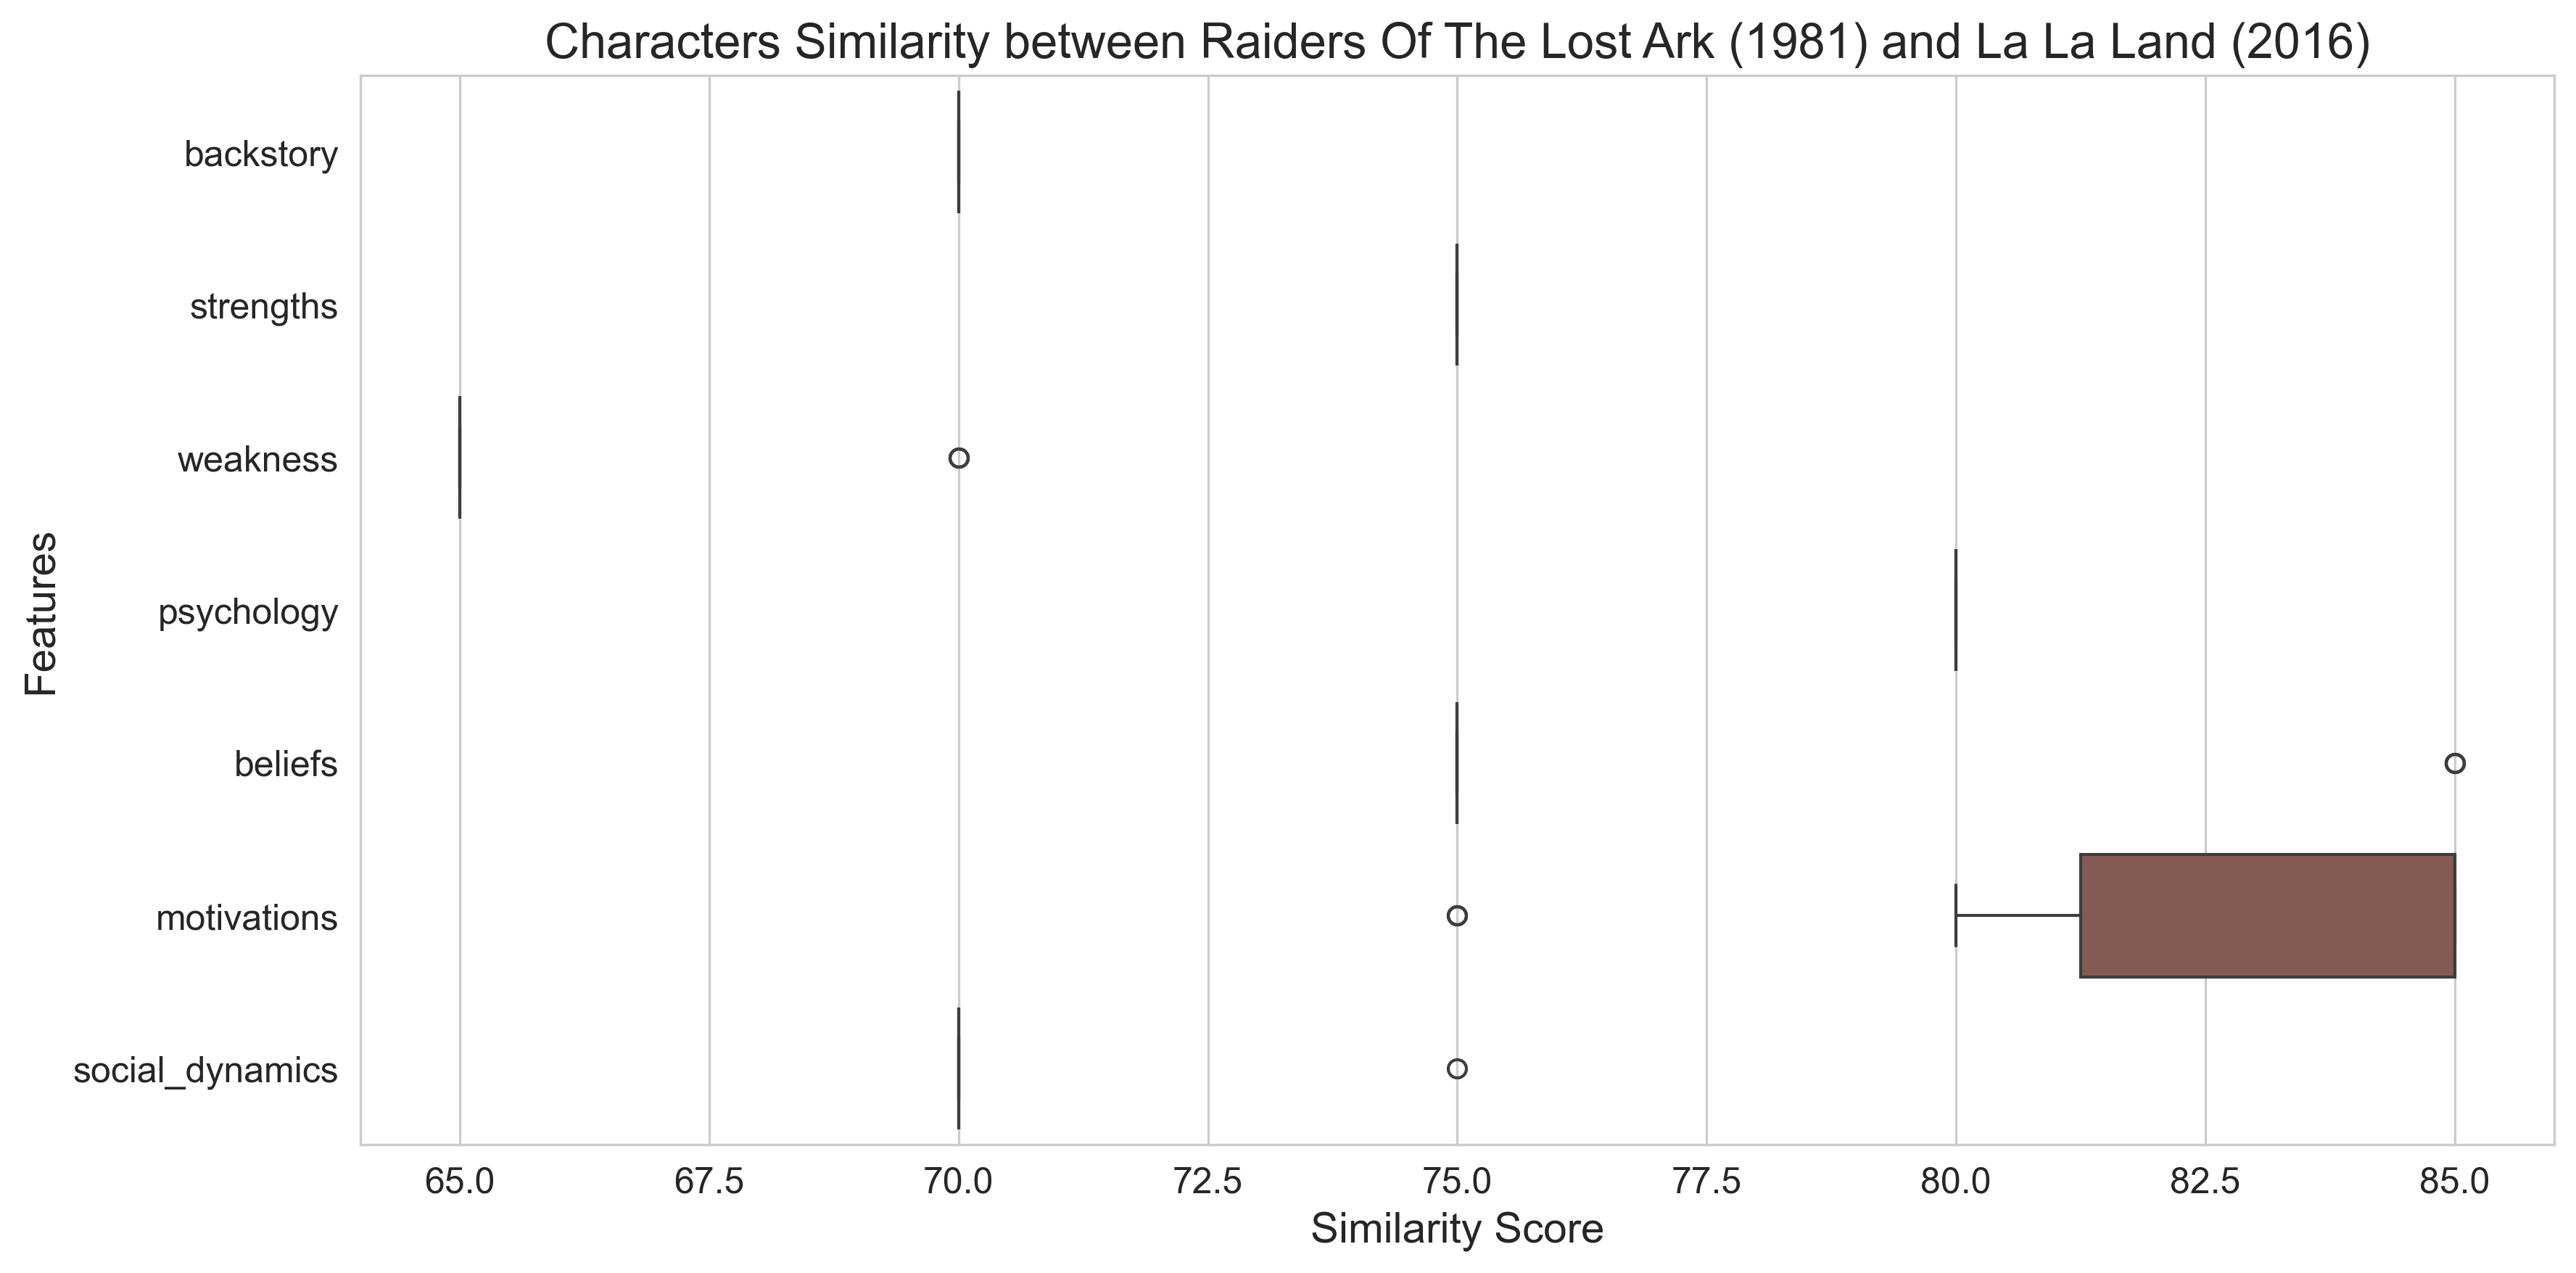 Characters Similarity between Raiders Of The Lost Ark (1981) and La La Land (2016)
Features
backstory
strengths
weakness
psychology
beliefs
motivations
social_dynamics
65.0 67.5 70.0 72.5 75.0 77.5 80.0 82.5 85.0
Similarity Score